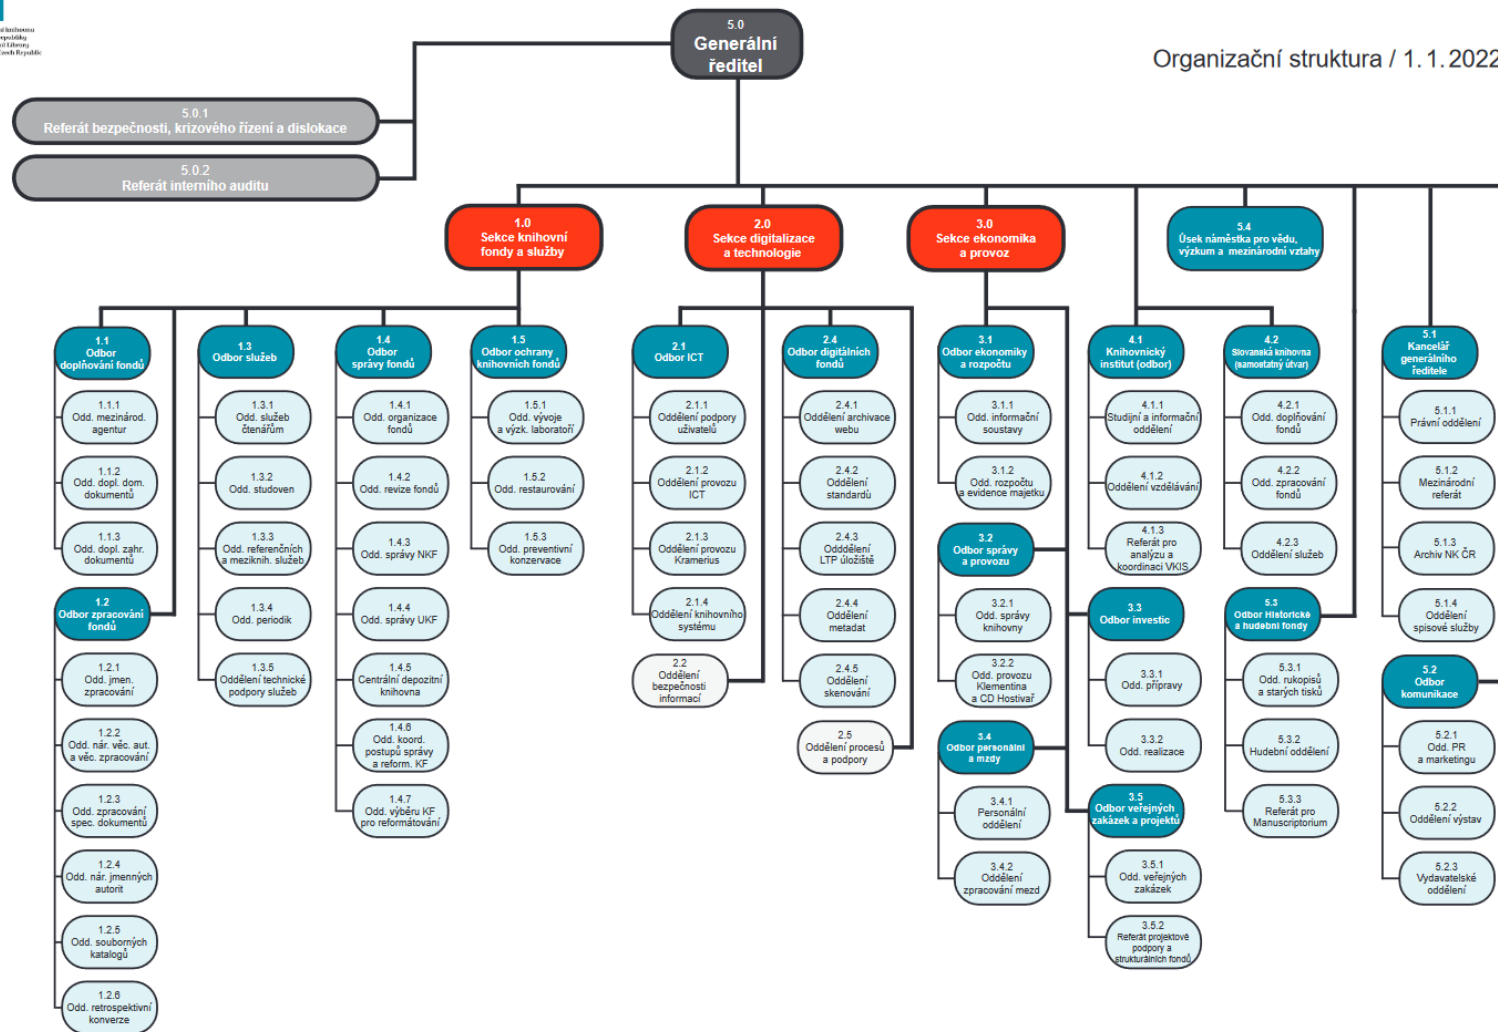 Czech Republic
5.0
Generální
ředitel
Organizační struktura / 1. 1. 2022
5.0.1
Referát bezpečnosti, krizového řízení a dislokace
5.0.2
Referát interního auditu
1.0
Sekce knihovní
fondy a služby
2.0
Sekce digitalizace
a technologie
3.0
Sekce ekonomika
a provoz
5.4
Úsek náměstka pro vědu,
výzkum a mezinárodní vztahy
1.1
Odbor
doplňování fondů
1.1.1
Odd. mezinárod.
agentur
1.1.2
Odd. dopl. dom.
dokumentů
1.1.3
Odd. dopl. zahr.
dokumentů
1.2
Odbor zpracování
fondů
1.2.1
Odd. jmen.
zpracování
1.2.2
Odd. nár. věc. aut.
a věc. zpracování
1.2.3
Odd. zpracování
spec. dokumentů
1.2.4
Odd. nár. jmenných
autorit
1.2.5
Odd. souborných
katalogů
1.2.6
Odd. retrospektivní
konverze
1.3
Odbor služeb
1.3.1
Odd. služeb
čtenářům
1.3.2
Odd. studoven
1.3.3
Odd. referenčních
a meziknih. služeb
1.3.4
Odd. periodik
1.3.5
Oddělení technické
podpory služeb
1.4
Odbor
správy fondů
1.4.1
Odd. organizace
fondů
1.4.2
Odd. revize fondů
1.4.3
Odd. správy NKF
1.4.4
Odd. správy UKF
1.4.5
Centrální depozitní
knihovna
1.4.6
Odd. koord.
postupů správy
a reform. KF
1.4.7
Odd. výběru KF
pro reformátování
1.5
Odbor ochrany
knihovních fondů
1.5.1
Odd. vývoje
a výzk. laboratoří
1.5.2
Odd. restaurování
1.5.3
Odd. preventivní
konzervace
2.1
Odbor ICT
2.1.1
Oddělení podpory
uživatelů
2.1.2
Oddělení provozu
ICT
2.1.3
Oddělení provozu
Kramerius
2.1.4
Oddělení knihovního
systému
2.2
Oddělení
bezpečnosti
informací
2.4
Odbor digitálních
fondů
2.4.1
Oddělení archivace
webu
2.4.2
Oddělení
standardů
2.4.3
Odddělení
LTP úložiště
2.4.4
Oddělení
metadat
2.4.5
Oddělení
skenování
2.5
Oddělení procesů
a podpory
3.1
Odbor ekonomiky
a rozpočtu
3.1.1
Odd. informační
soustavy
3.1.2
Odd. rozpočtu
a evidence majetku
3.2
Odbor správy
a provozu
3.2.1
Odd. správy
knihovny
3.2.2
Odd. provozu
Klementina
a CD Hostivař
3.4
Odbor personální
a mzdy
3.4.1
Personální
oddělení
3.4.2
Oddělení
zpracování mezd
4.1
Knihovnický
institut (odbor)
4.1.1
Studijní a informační
oddělení
4.1.2
Oddělení vzdělávání
4.1.3
Referát pro
analýzu a
koordinaci VKIS
3.3
Odbor investic
3.3.1
Odd. přípravy
3.3.2
Odd. realizace
3.5
Odbor veřejných
zakázek a projektů
3.5.1
Odd. veřejných
zakázek
3.5.2
Referát projektové
podpory a
strukturálních fondů
4.2
Slovanská knihovna
(samostatný útvar)
4.2.1
Odd. doplňování
fondů
4.2.2
Odd. zpracování
fondů
4.2.3
Oddělení služeb
5.3
Odbor Historické
a hudební fondy
5.3.1
Odd. rukopisů
a starých tisků
5.3.2
Hudební oddělení
5.3.3
Referát pro
Manuscriptorium
5.1
Kancelář
generálního
ředitele
5.1.1
Právní oddělení
5.1.2
Mezinárodní
referát
5.1.3
Archiv NK ČR
5.1.4
Oddělení
spisové služby
5.2
Odbor
komunikace
5.2.1
Odd. PR
a marketingu
5.2.2
Oddělení výstav
5.2.3
Vydavatelské
oddělení